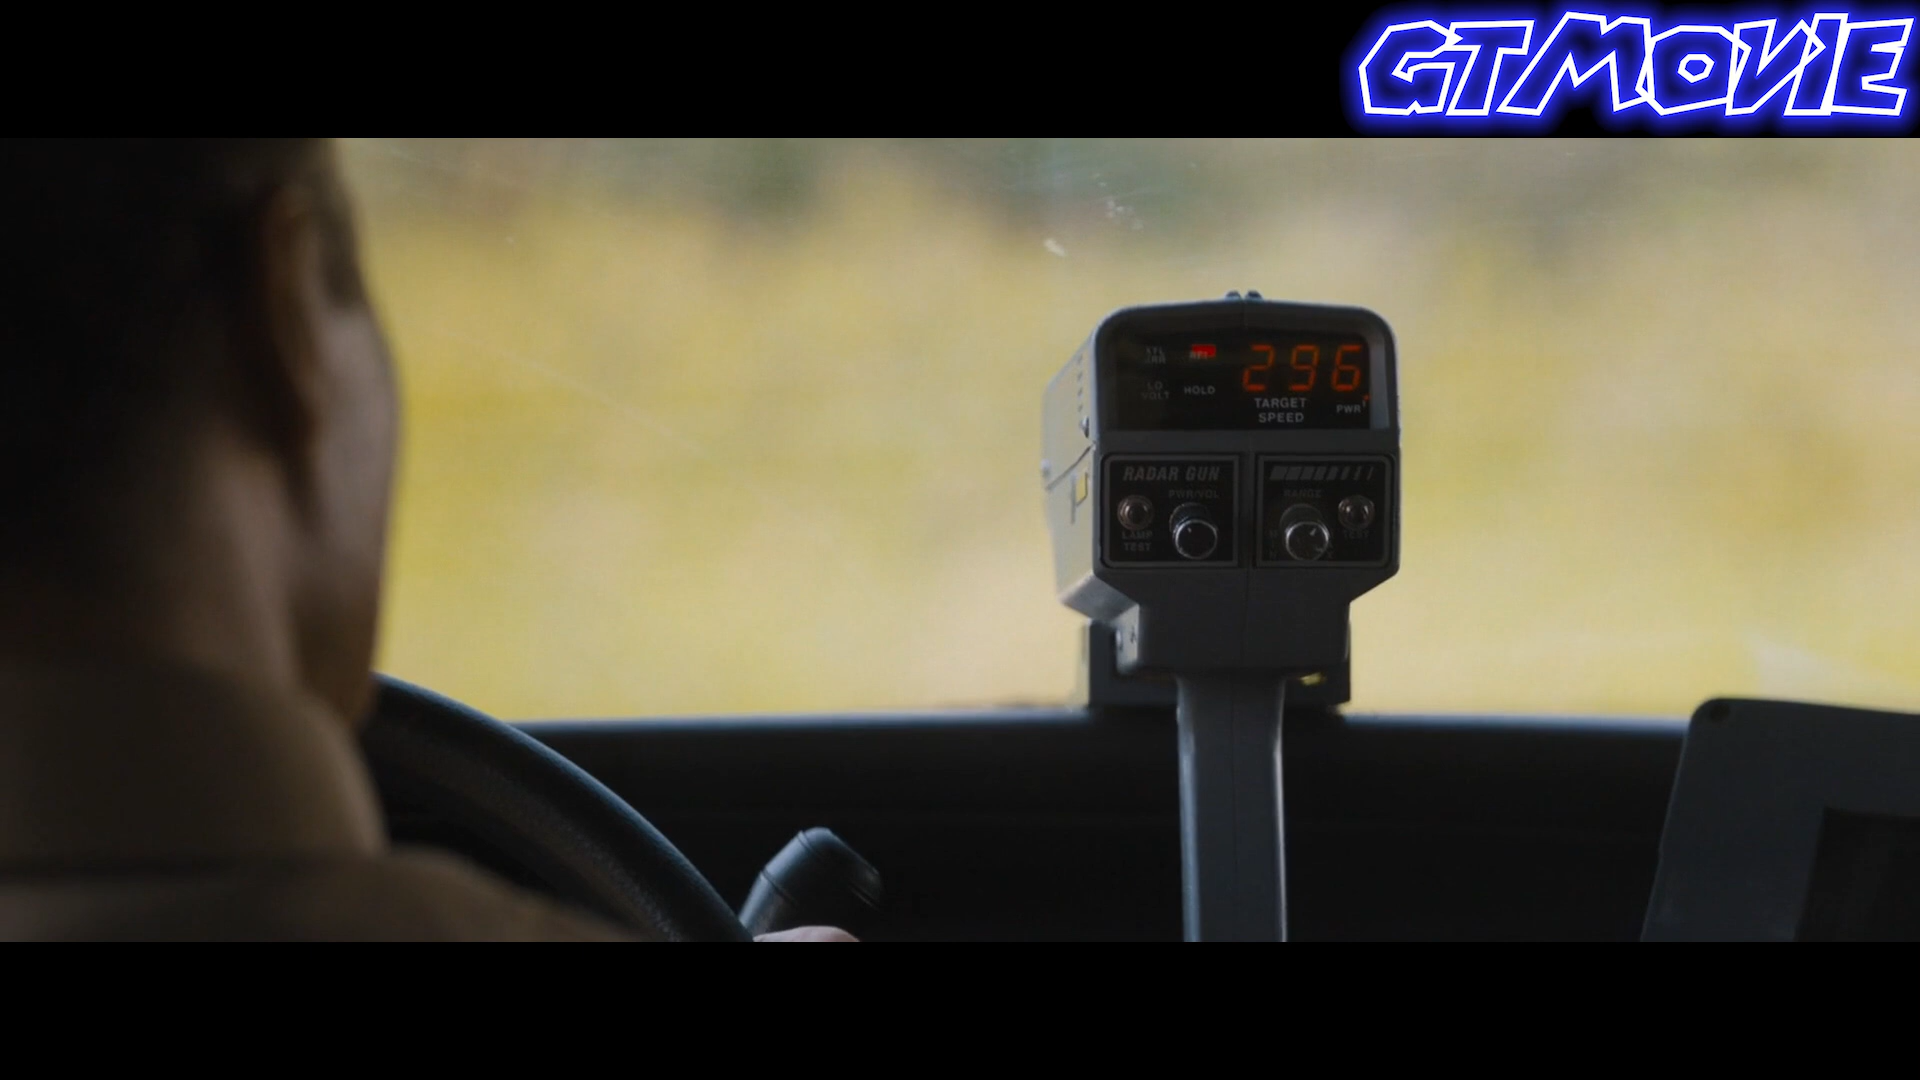 GTMOVIE
296
HOLD
TARGET
SPEED
PWR
RADAR GUN
PWR/VOL
RANGE
LAMP
TEST
TEST